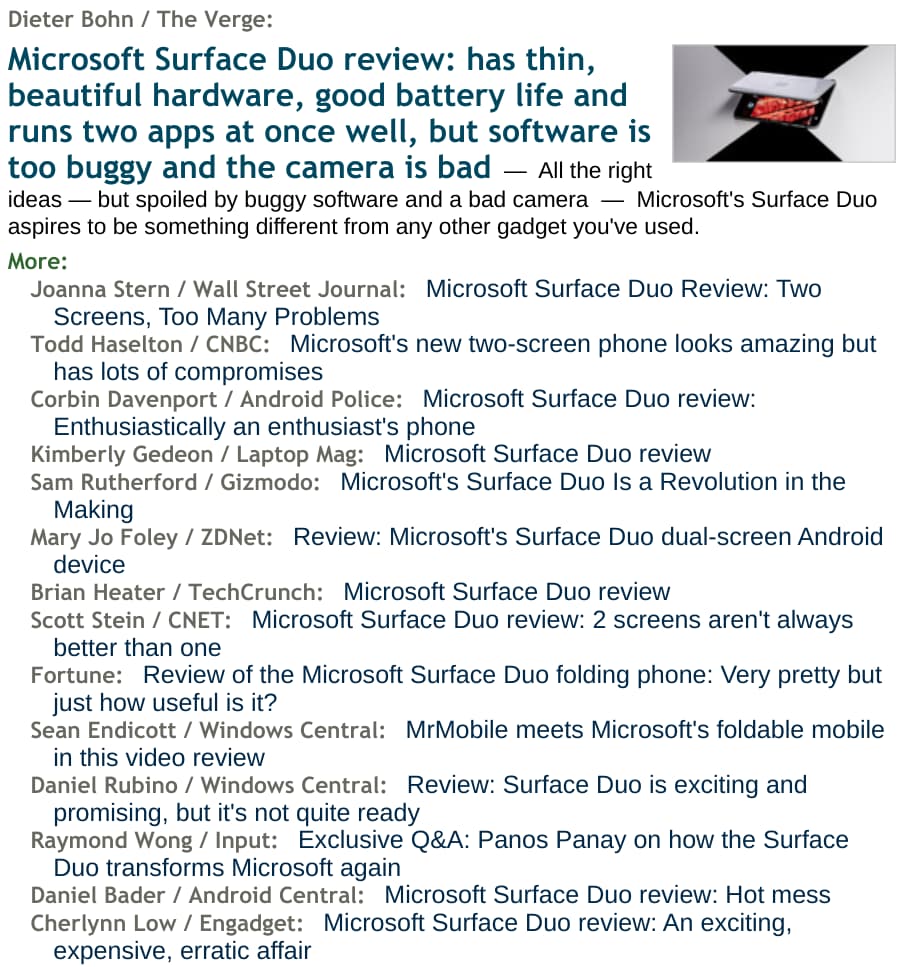 Dieter Bohn / The Verge:
Microsoft Surface Duo review: has thin,
beautiful hardware, good battery life and
runs two apps at once well, but software is
too buggy and the camera is bad — All the right
ideas — but spoiled by buggy software and a bad camera — Microsoft's Surface Duo
aspires to be something different from any other gadget you've used.
More:
Joanna Stern / Wall Street Journal: Microsoft Surface Duo Review: Two
Screens, Too Many Problems
Todd Haselton / CNBC: Microsoft's new two-screen phone looks amazing but
has lots of compromises
Corbin Davenport / Android Police: Microsoft Surface Duo review:
Enthusiastically an enthusiast's phone
Kimberly Gedeon / Laptop Mag: Microsoft Surface Duo review
Sam Rutherford / Gizmodo: Microsoft's Surface Duo Is a Revolution in the
Making
Mary Jo Foley / ZDNet: Review: Microsoft's Surface Duo dual-screen Android
device
Brian Heater / TechCrunch: Microsoft Surface Duo review
Scott Stein / CNET: Microsoft Surface Duo review: 2 screens aren't always
better than one
Fortune: Review of the Microsoft Surface Duo folding phone: Very pretty but
just how useful is it?
Sean Endicott / Windows Central: MrMobile meets Microsoft's foldable mobile
in this video review
Daniel Rubino / Windows Central: Review: Surface Duo is exciting and
promising, but it's not quite ready
Raymond Wong / Input: Exclusive Q&A: Panos Panay on how the Surface
Duo transforms Microsoft again
Daniel Bader / Android Central: Microsoft Surface Duo review: Hot mess
Cherlynn Low / Engadget: Microsoft Surface Duo review: An exciting,
expensive, erratic affair